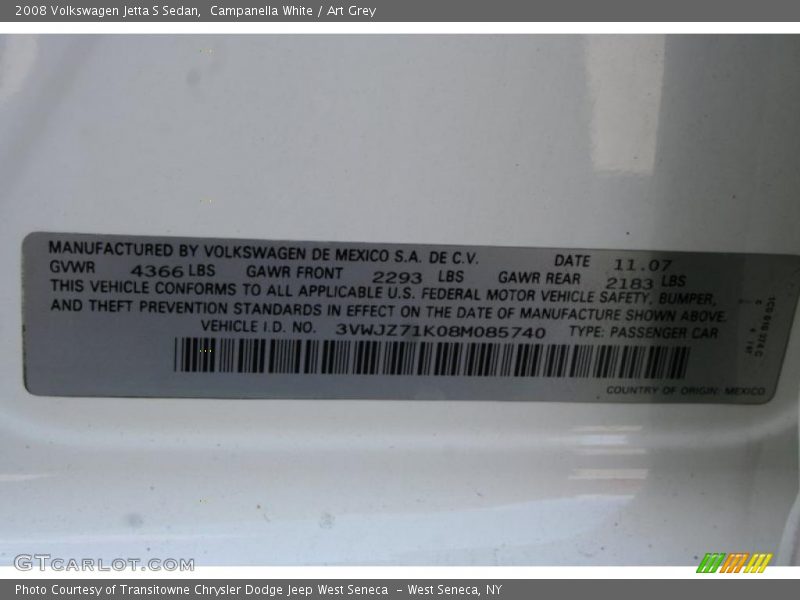 2008 Volkswagen Jetta S Sedan,  Campanella White / Art Grey
MANUFACTURED BY VOLKSWAGEN DE MEXICO S.A. DE C.V. DATE 11.07
GVWR 4366 LBS GAWR FRONT 2293 LBS GAWR REAR 2183 LBS
THIS VEHICLE CONFORMS TO ALL APPLICABLE U.S. FEDERAL MOTOR VEHICLE SAFETY, BUMPER,
AND THEFT PREVENTION STANDARDS IN EFFECT ON THE DATE OF MANUFACTURE SHOWN ABOVE.
VEHICLE I.D. NO. 3VWJZ71K08M085740 TYPE: PASSENGER CAR
COUNTRY OF ORIGIN: MEXICO
GTCARLOT.COM
Photo Courtesy of Transitowne Chrysler Dodge Jeep West Seneca  - West Seneca, NY